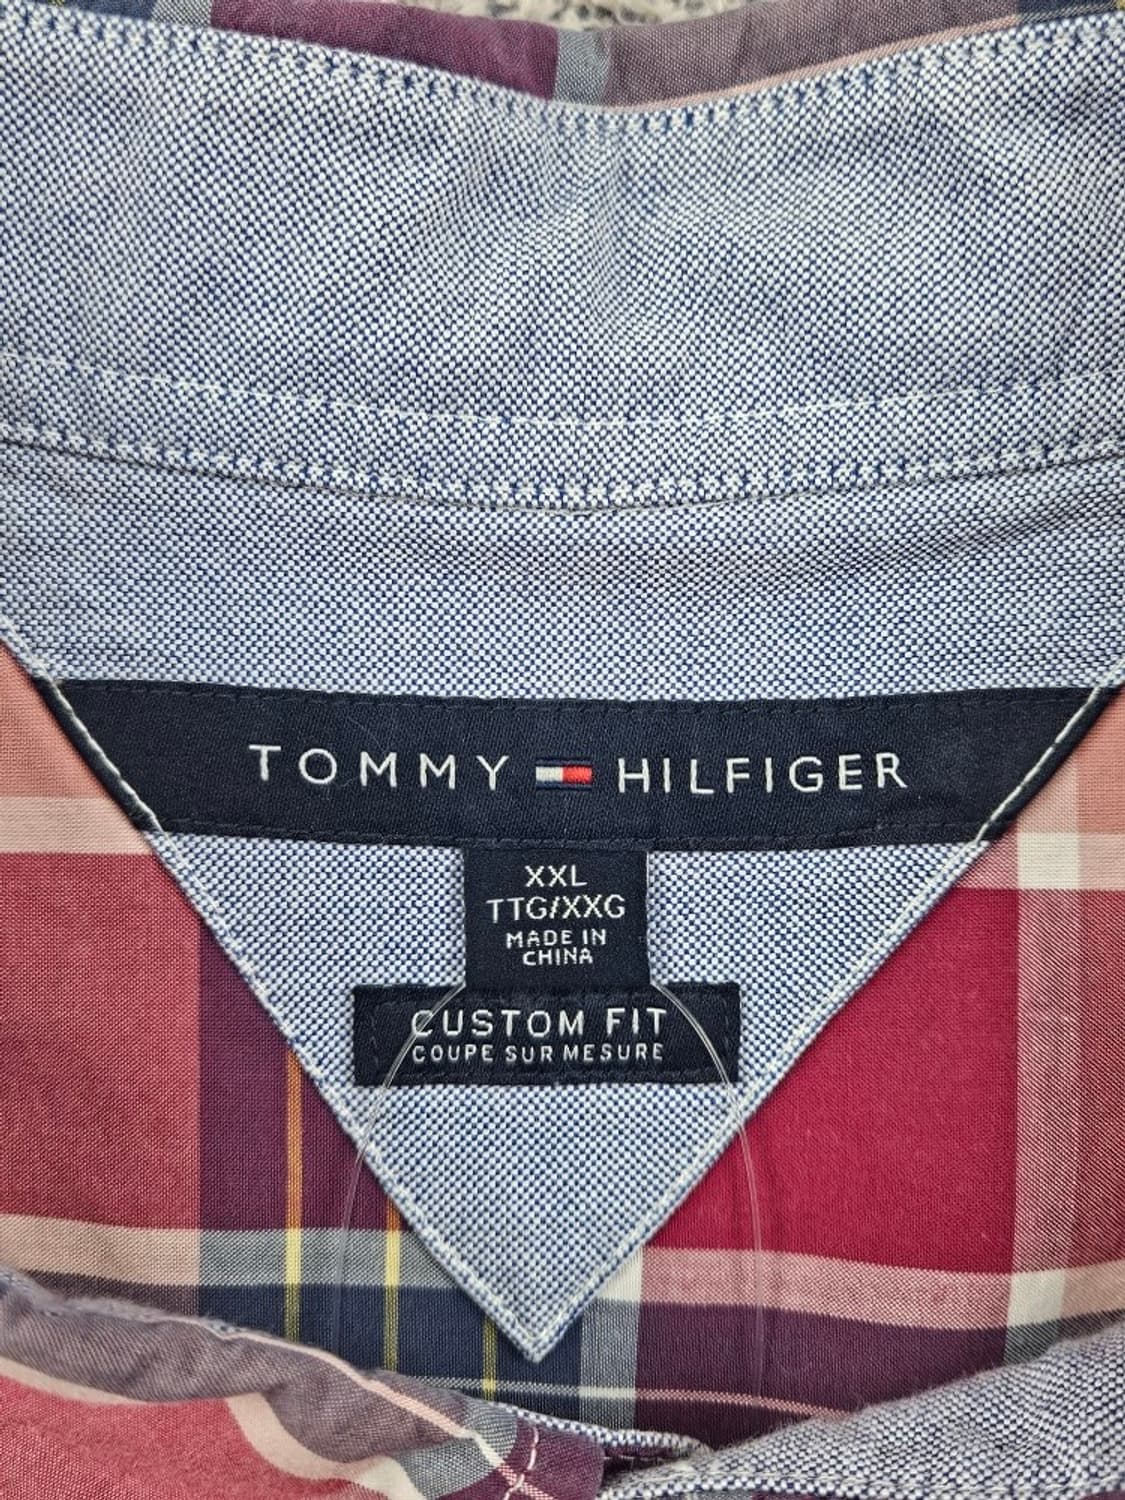 TOMMY HILFIGER
XXL
TTG/XXG
MADE IN
CHINA
CUSTOM FIT
COUPE SUR MESURE